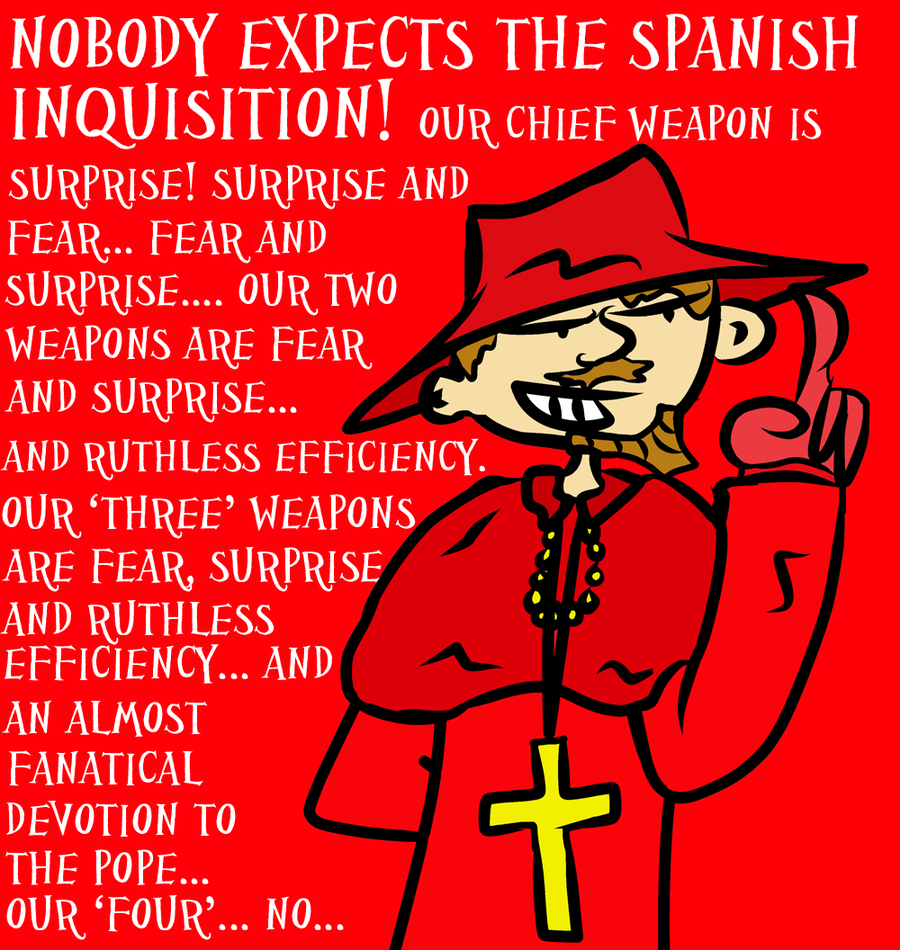 NOBODY EXPECTS THE SPANISH
INQUISITION! OUR CHIEF WEAPON IS
SURPRISE! SURPRISE AND
FEAR... FEAR AND
SURPRISE.... OUR TWO
WEAPONS ARE FEAR
AND SURPRISE...
AND RUTHLESS EFFICIENCY.
OUR ‘THREE’ WEAPONS
ARE FEAR, SURPRISE
AND RUTHLESS
EFFICIENCY... AND
AN ALMOST
FANATICAL
DEVOTION TO
THE POPE...
OUR ‘FOUR’... NO...